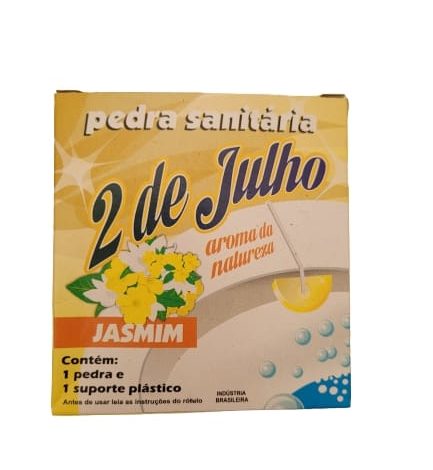 pedra sanitária
2 de Julho
aroma da
natureza
JASMIM
Contém:
1 pedra e
1 suporte plástico
Antes de usar leia as instruções do rótulo
INDÚSTRIA
BRASILEIRA